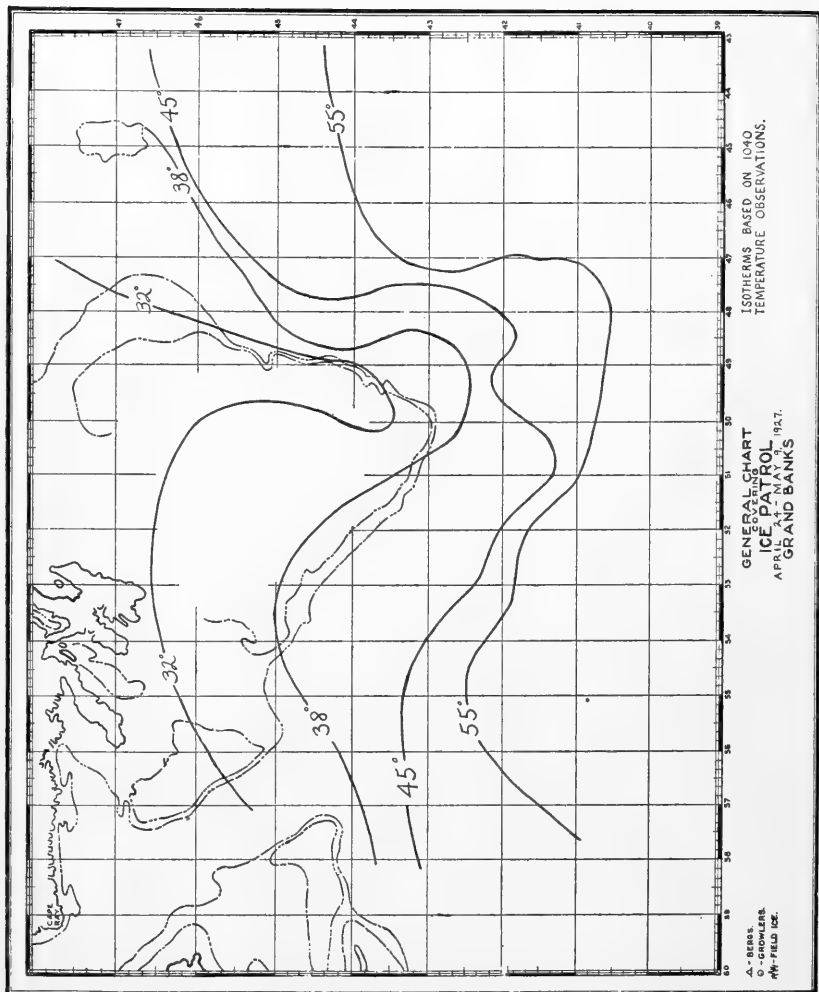 CAPE
RAY
47
32°
45°
32°
38°
46
45
38°
55°
44
45°
43
55°
42
41
40
39
60 59 58 57 56 55 54 53 52 51 50 49 48 47 46 45 44 43
GENERAL CHART
COVERING
ICE PATROL
APRIL 24 - MAY 9, 1927.
GRAND BANKS
ISOTHERMS BASED ON 1040
TEMPERATURE OBSERVATIONS.
△ - BERGS.
○ - GROWLERS.
- FIELD ICE.